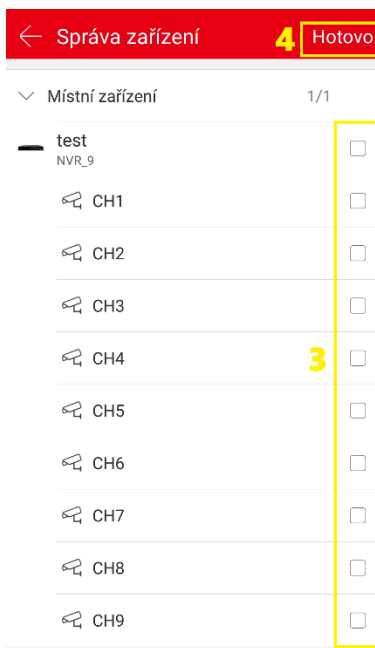 Správa zařízení 4 Hotovo
Místní zařízení 1/1
test
NVR_9
CH1
CH2
CH3
CH4 3
CH5
CH6
CH7
CH8
CH9